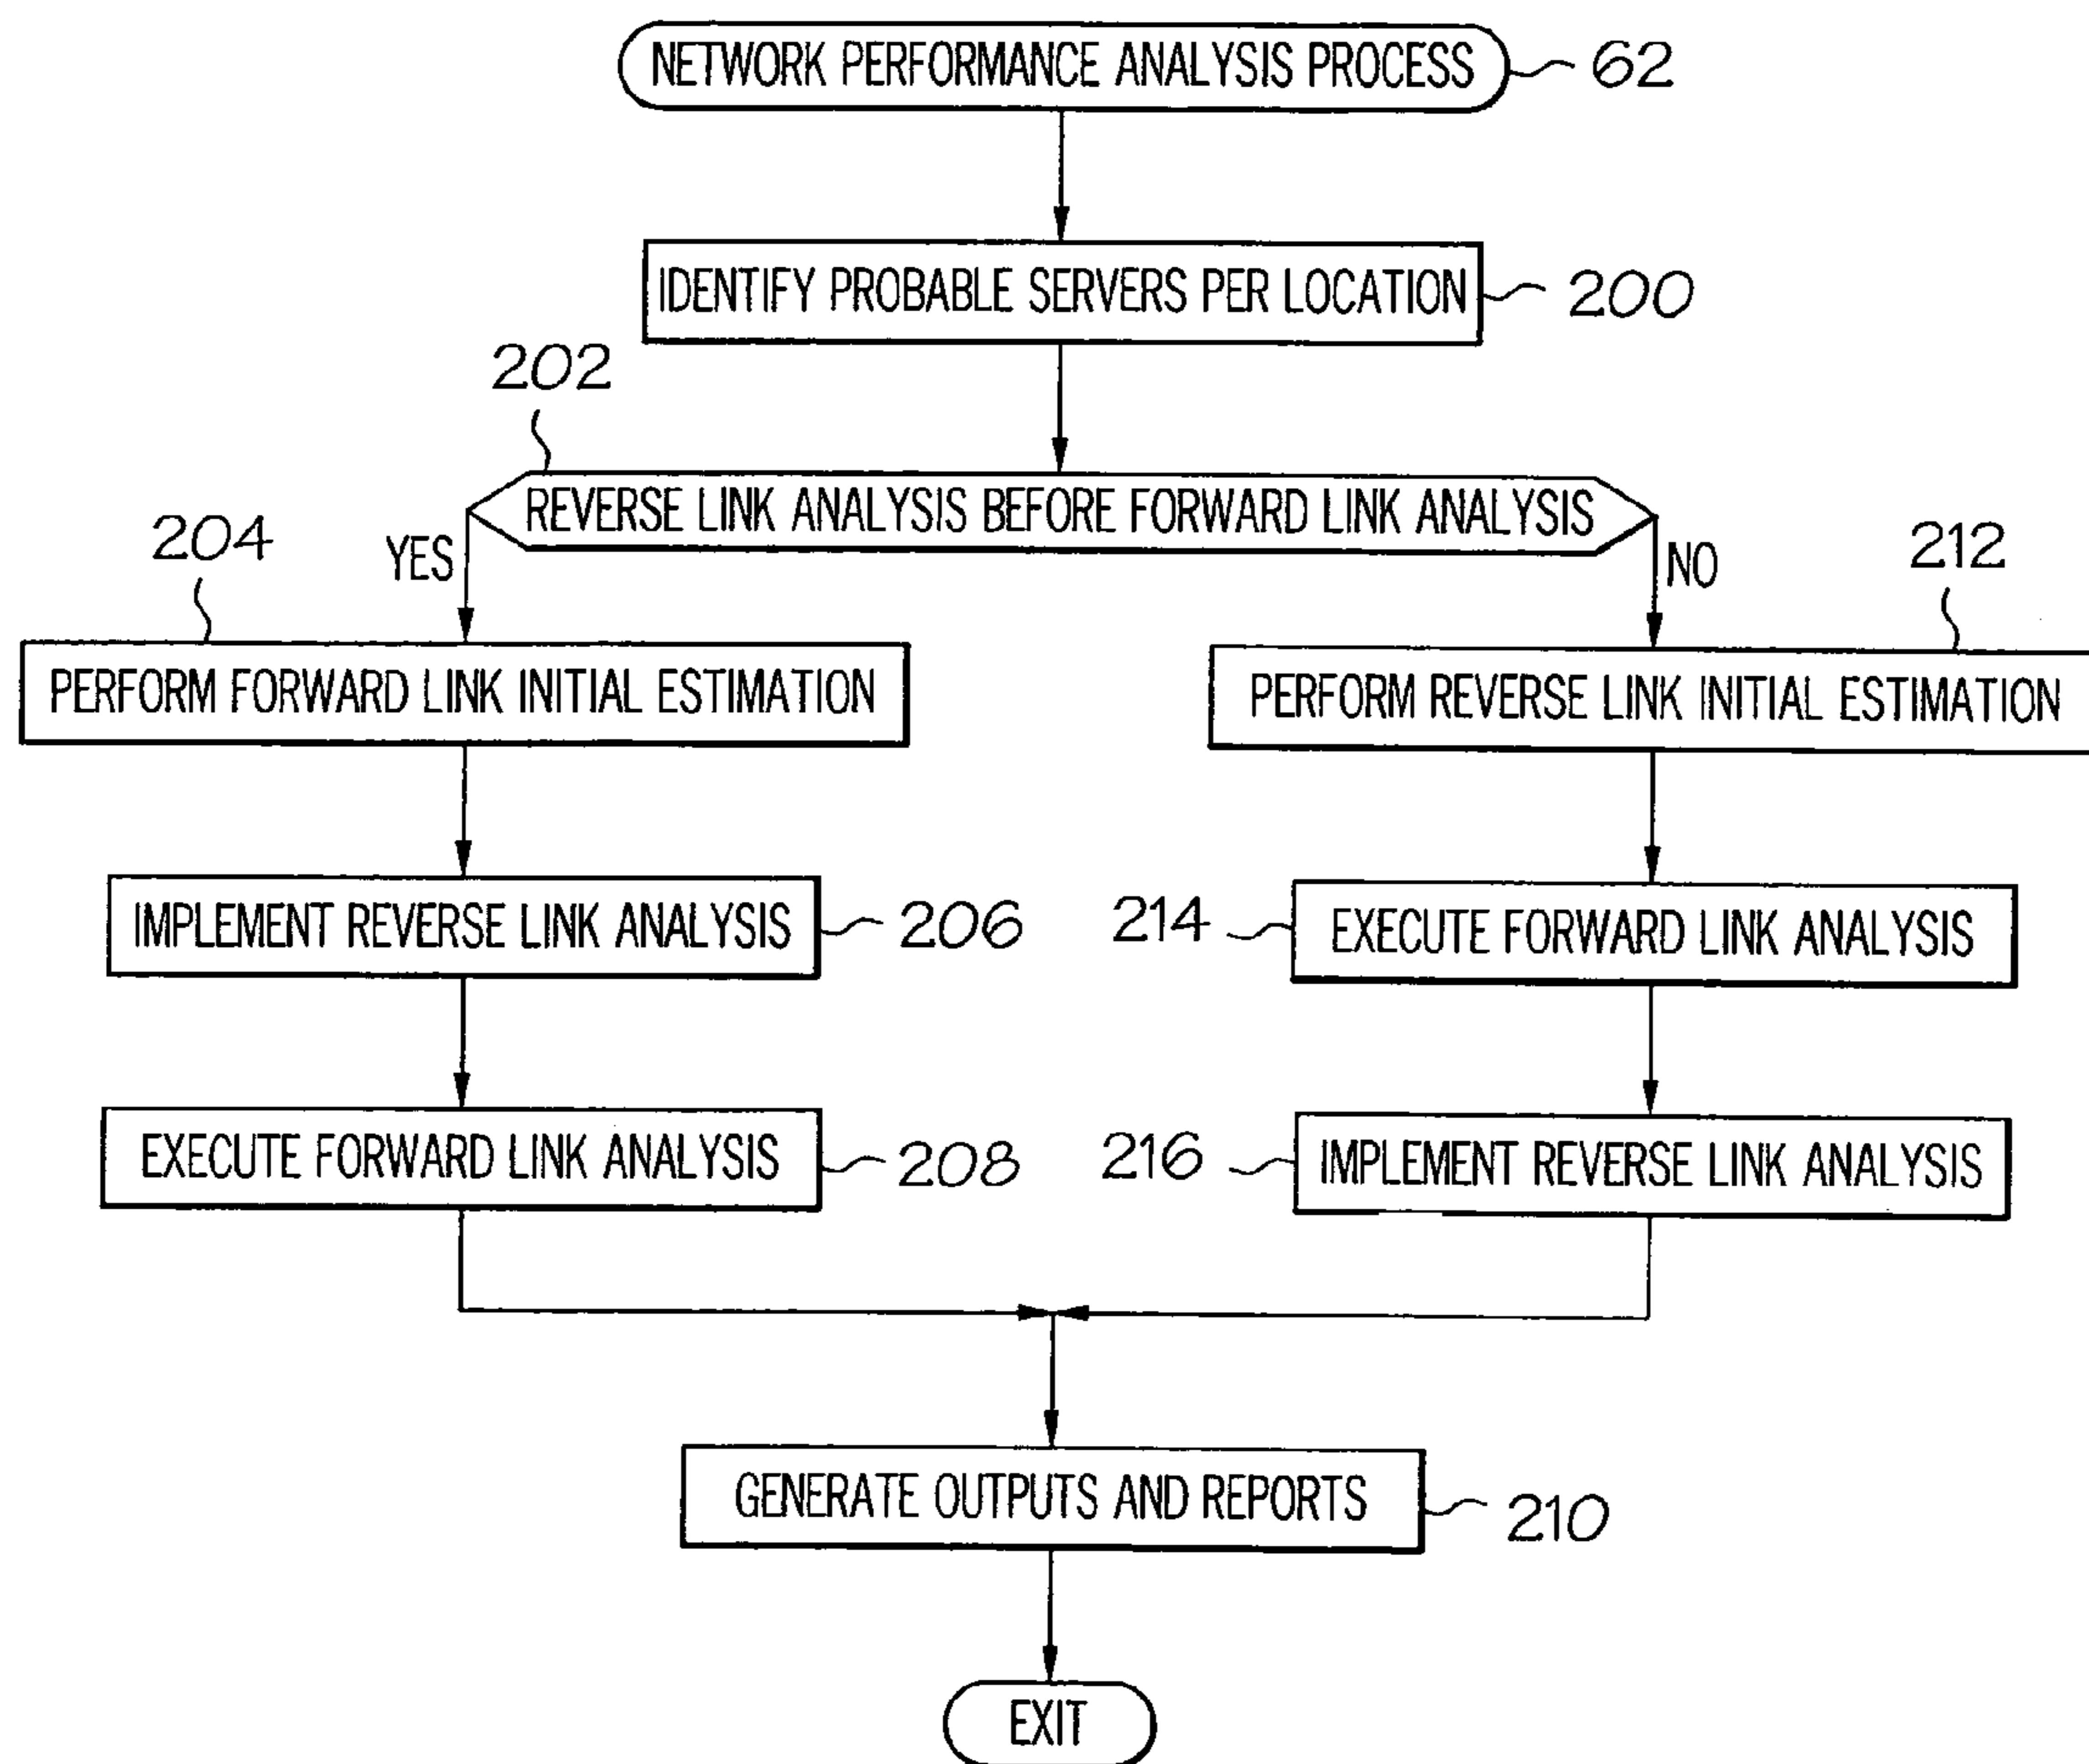 NETWORK PERFORMANCE ANALYSIS PROCESS
62
IDENTIFY PROBABLE SERVERS PER LOCATION
200
202
REVERSE LINK ANALYSIS BEFORE FORWARD LINK ANALYSIS
204
YES
NO
212
PERFORM FORWARD LINK INITIAL ESTIMATION
PERFORM REVERSE LINK INITIAL ESTIMATION
IMPLEMENT REVERSE LINK ANALYSIS
206
214
EXECUTE FORWARD LINK ANALYSIS
EXECUTE FORWARD LINK ANALYSIS
208
216
IMPLEMENT REVERSE LINK ANALYSIS
GENERATE OUTPUTS AND REPORTS
210
EXIT